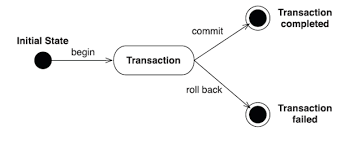 Transaction
completed
commit
Initial State
begin
Transaction
roll back
Transaction
failed